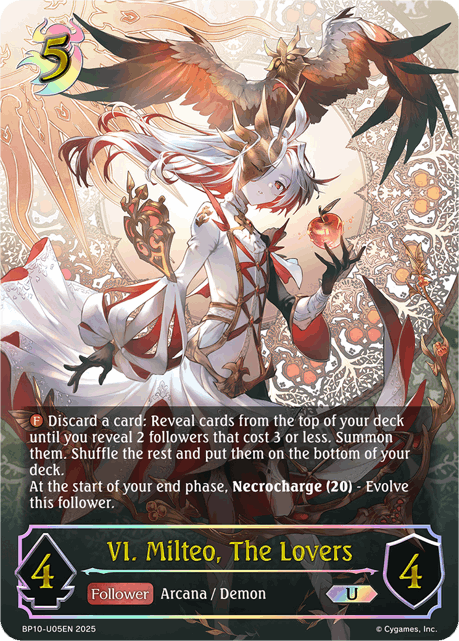 5
Discard a card: Reveal cards from the top of your deck
until you reveal 2 followers that cost 3 or less. Summon
them. Shuffle the rest and put them on the bottom of your
deck.
At the start of your end phase, Necrocharge (20) - Evolve
this follower.
VI. Milteo, The Lovers
4
Follower Arcana / Demon
U
4
BP10-U05EN 2025
© Cygames, Inc.